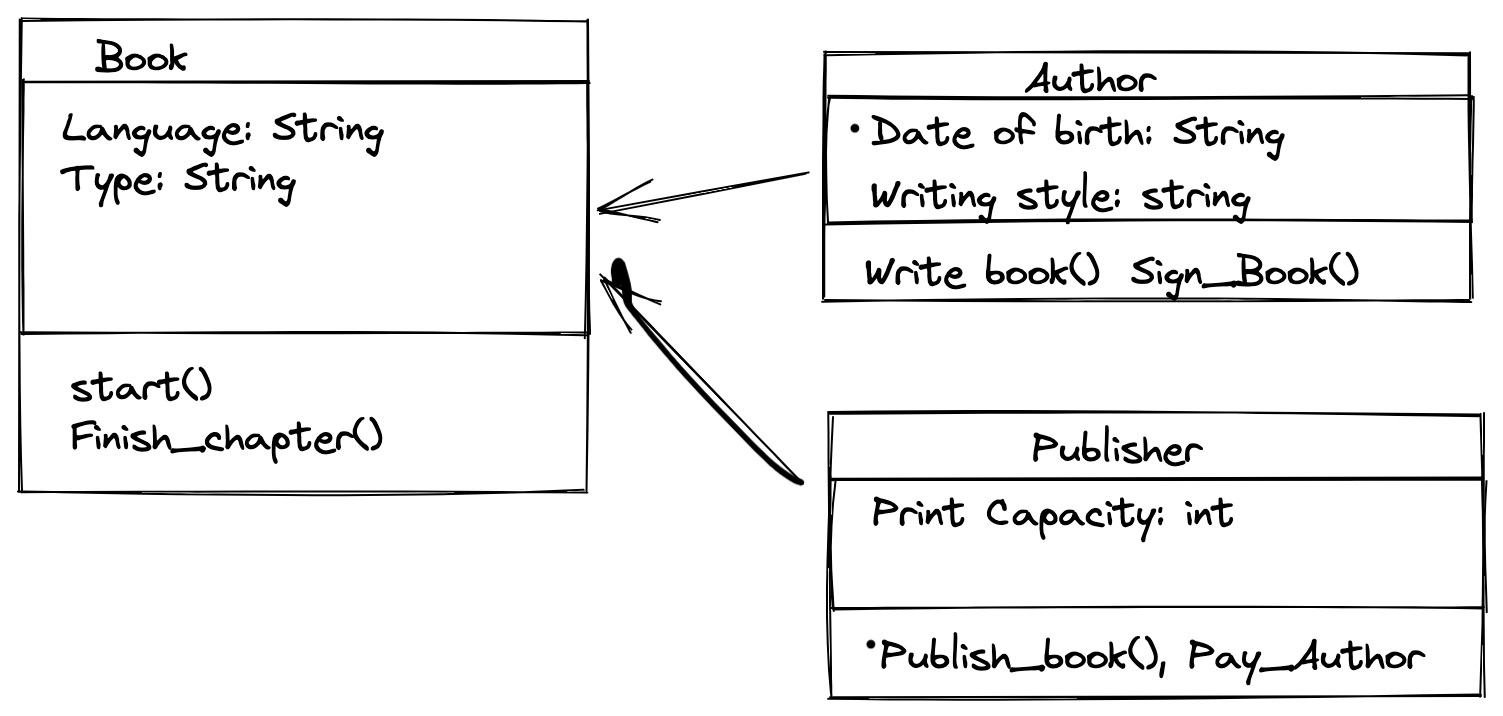 Book
Language: String
Type: String
start()
Finish_chapter()
Author
• Date of birth: String
Writing style: string
Write book() Sign_Book()
Publisher
Print Capacity: int
•Publish_book(), Pay_Author